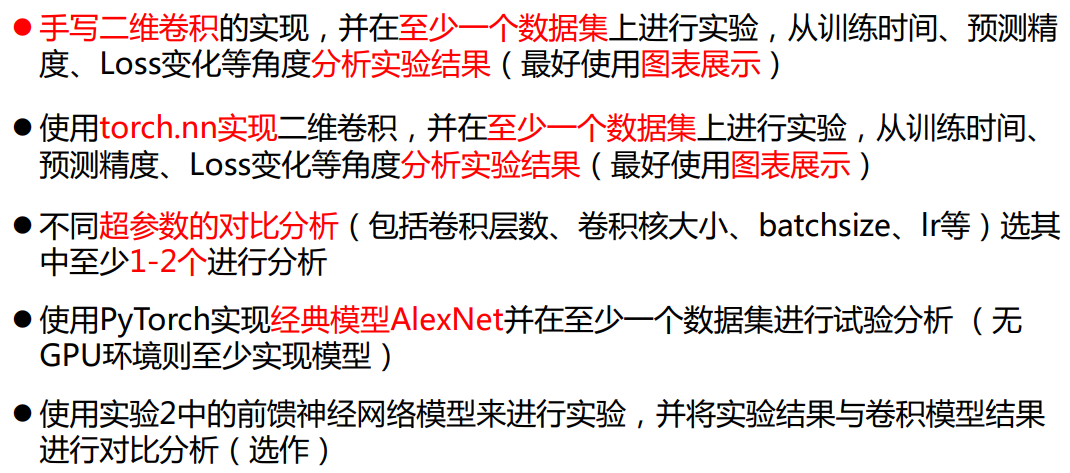 ● 手写二维卷积的实现，并在至少一个数据集上进行实验，从训练时间、预测精
度、Loss变化等角度分析实验结果（最好使用图表展示）
● 使用torch.nn实现二维卷积，并在至少一个数据集上进行实验，从训练时间、
预测精度、Loss变化等角度分析实验结果（最好使用图表展示）
● 不同超参数的对比分析（包括卷积层数、卷积核大小、batchsize、lr等）选其
中至少1-2个进行分析
● 使用PyTorch实现经典模型AlexNet并在至少一个数据集进行试验分析 （无
GPU环境则至少实现模型）
● 使用实验2中的前馈神经网络模型来进行实验，并将实验结果与卷积模型结果
进行对比分析（选作）